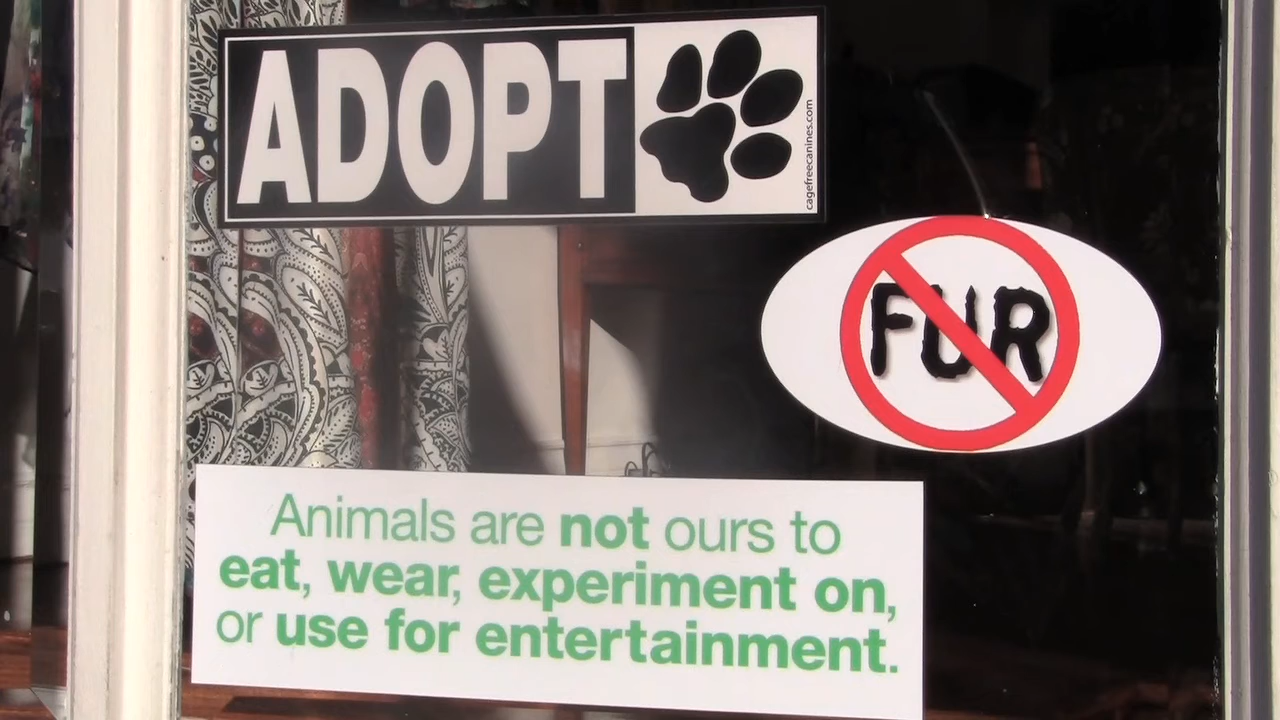 ADOPT
cagefreecanines.com
FUR
Animals are not ours to
eat, wear, experiment on,
or use for entertainment.